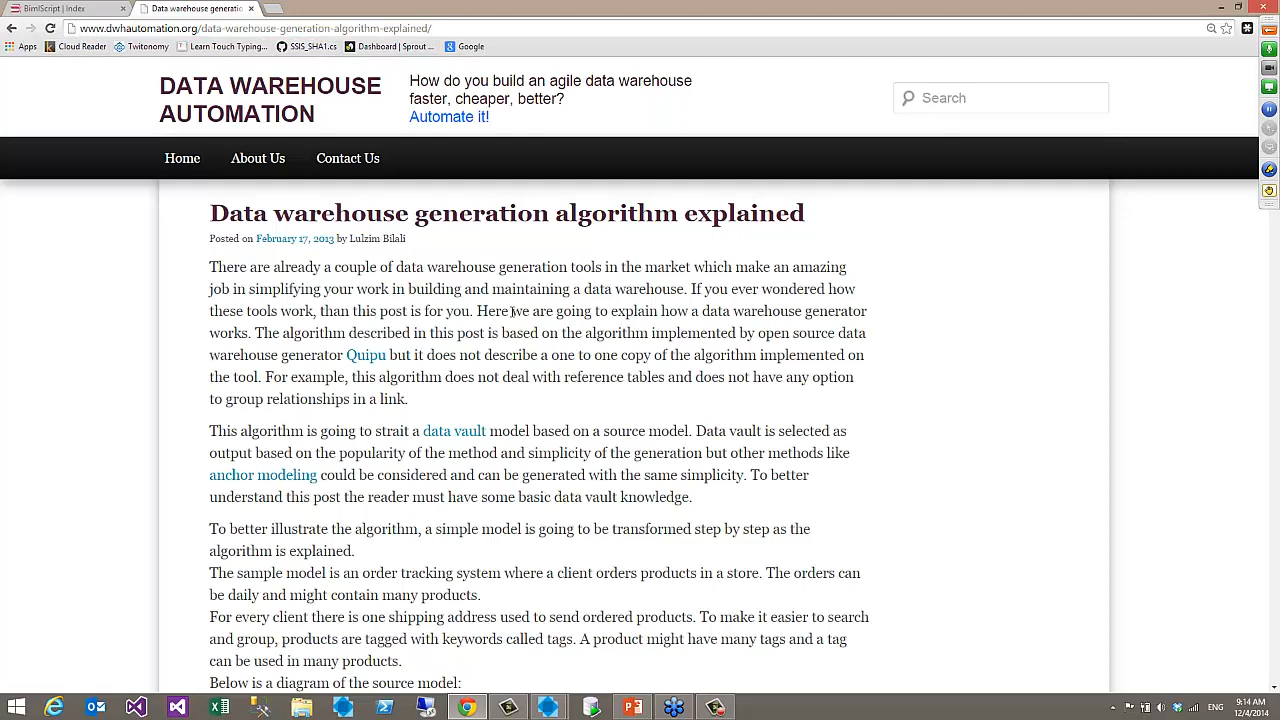 BimlScript | Index
Data warehouse generatio
www.dwhautomation.org/data-warehouse-generation-algorithm-explained/
Apps
Cloud Reader
Twitonomy
Learn Touch Typing...
SSIS_SHA1.cs
Dashboard | Sprout ...
Google
DATA WAREHOUSE
AUTOMATION
How do you build an agile data warehouse
faster, cheaper, better?
Automate it!
Search
Home
About Us
Contact Us
Data warehouse generation algorithm explained
Posted on February 17, 2013 by Lulzim Bilali
There are already a couple of data warehouse generation tools in the market which make an amazing
job in simplifying your work in building and maintaining a data warehouse. If you ever wondered how
these tools work, than this post is for you. Here we are going to explain how a data warehouse generator
works. The algorithm described in this post is based on the algorithm implemented by open source data
warehouse generator Quipu but it does not describe a one to one copy of the algorithm implemented on
the tool. For example, this algorithm does not deal with reference tables and does not have any option
to group relationships in a link.
This algorithm is going to strait a data vault model based on a source model. Data vault is selected as
output based on the popularity of the method and simplicity of the generation but other methods like
anchor modeling could be considered and can be generated with the same simplicity. To better
understand this post the reader must have some basic data vault knowledge.
To better illustrate the algorithm, a simple model is going to be transformed step by step as the
algorithm is explained.
The sample model is an order tracking system where a client orders products in a store. The orders can
be daily and might contain many products.
For every client there is one shipping address used to send ordered products. To make it easier to search
and group, products are tagged with keywords called tags. A product might have many tags and a tag
can be used in many products.
Below is a diagram of the source model:
9:14 AM
12/4/2014